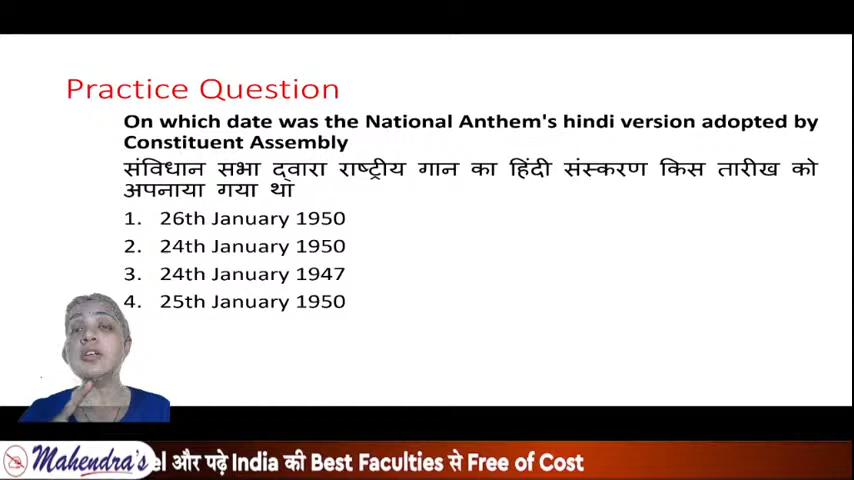 Practice Question
On which date was the National Anthem's hindi version adopted by
Constituent Assembly
संविधान सभा द्वारा राष्ट्रीय गान का हिंदी संस्करण किस तारीख को
अपनाया गया था
1. 26th January 1950
2. 24th January 1950
3. 24th January 1947
4. 25th January 1950
Mahendra's el और पढ़े India की Best Faculties से Free of Cost